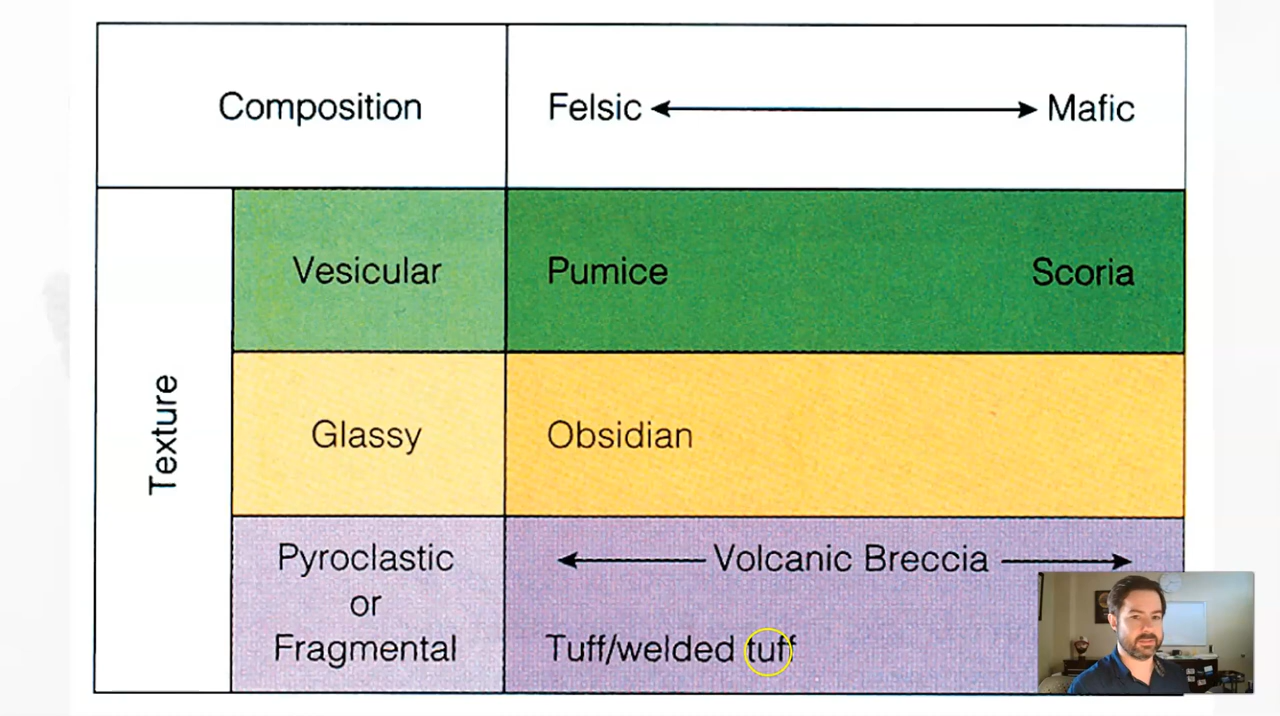 Composition
Felsic
Mafic
Texture
Vesicular
Pumice
Scoria
Glassy
Obsidian
Pyroclastic
or
Fragmental
Volcanic Breccia
Tuff/welded tuff